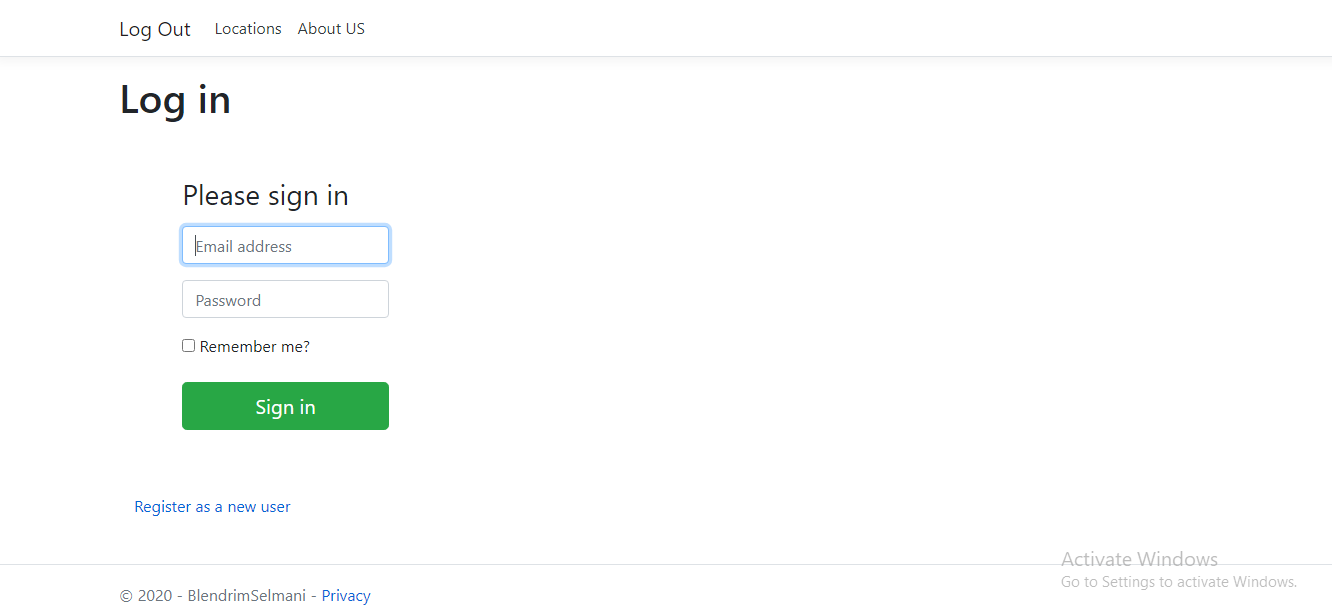 Log Out Locations About US
Log in
Please sign in
Email address
Password
Remember me?
Sign in
Register as a new user
Activate Windows
Go to Settings to activate Windows.
© 2020 - BlendrimSelmani - Privacy